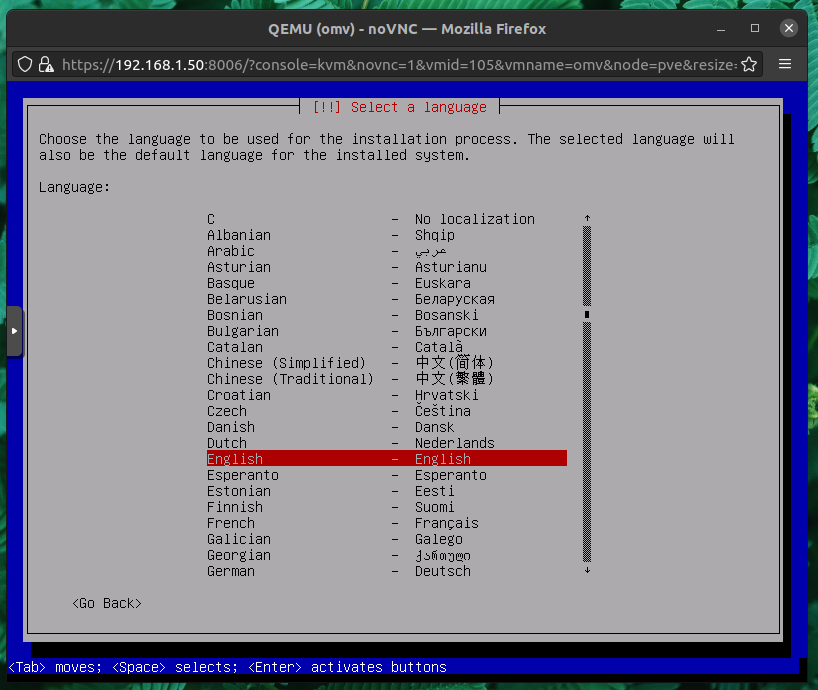 QEMU (omv) - noVNC — Mozilla Firefox
https://192.168.1.50:8006/?console=kvm&novnc=1&vmid=105&vmname=omv&node=pve&resize=
[!!] Select a language
Choose the language to be used for the installation process. The selected language will
also be the default language for the installed system.
Language:
C - No localization
Albanian - Shqip
Arabic - عربي
Asturian - Asturianu
Basque - Euskara
Belarusian - Беларуская
Bosnian - Bosanski
Bulgarian - Български
Catalan - Català
Chinese (Simplified) - 中文(简体)
Chinese (Traditional) - 中文(繁體)
Croatian - Hrvatski
Czech - Čeština
Danish - Dansk
Dutch - Nederlands
English - English
Esperanto - Esperanto
Estonian - Eesti
Finnish - Suomi
French - Français
Galician - Galego
Georgian - ქართული
German - Deutsch
<Go Back>
<Tab> moves; <Space> selects; <Enter> activates buttons